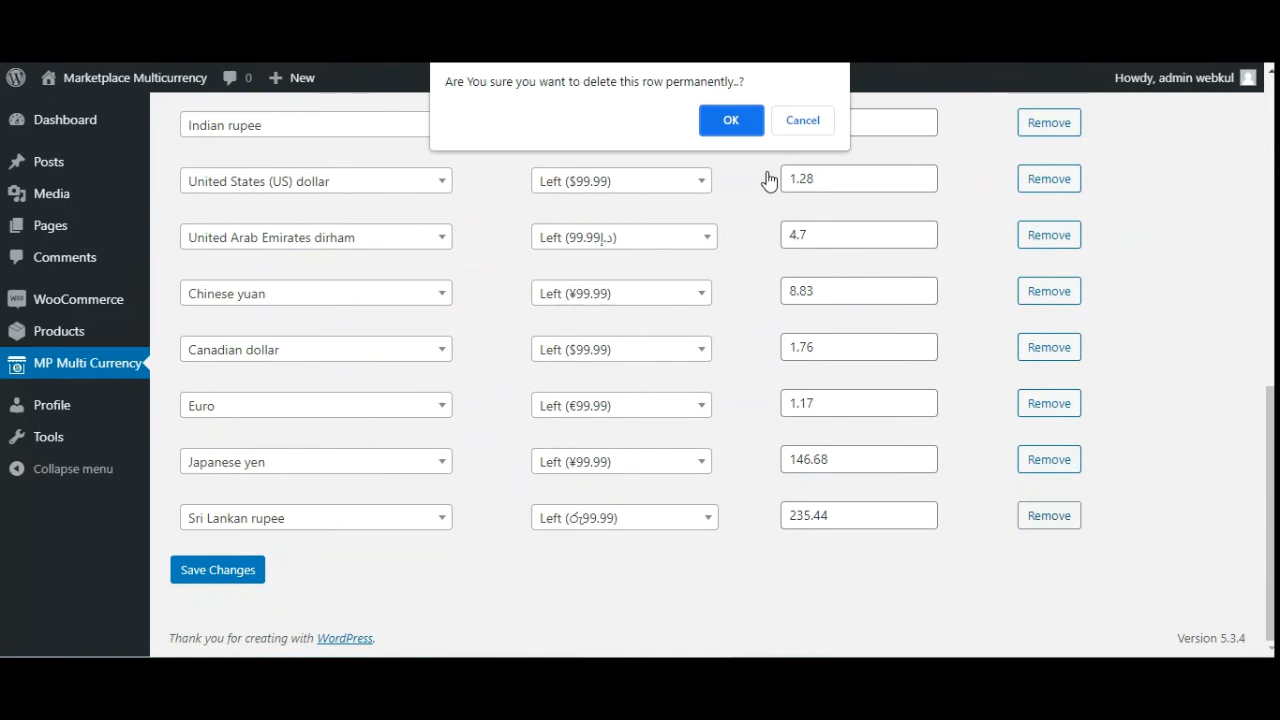 Marketplace Multicurrency 0 New Howdy, admin webkul
Are You sure you want to delete this row permanently..?
OK Cancel
Dashboard
Posts
Media
Pages
Comments
WooCommerce
Products
MP Multi Currency
Profile
Tools
Collapse menu
Indian rupee Remove
United States (US) dollar Left ($99.99) 1.28 Remove
United Arab Emirates dirham Left (99.99د.إ) 4.7 Remove
Chinese yuan Left (¥99.99) 8.83 Remove
Canadian dollar Left ($99.99) 1.76 Remove
Euro Left (€99.99) 1.17 Remove
Japanese yen Left (¥99.99) 146.68 Remove
Sri Lankan rupee Left (රු99.99) 235.44 Remove
Save Changes
Thank you for creating with WordPress. Version 5.3.4